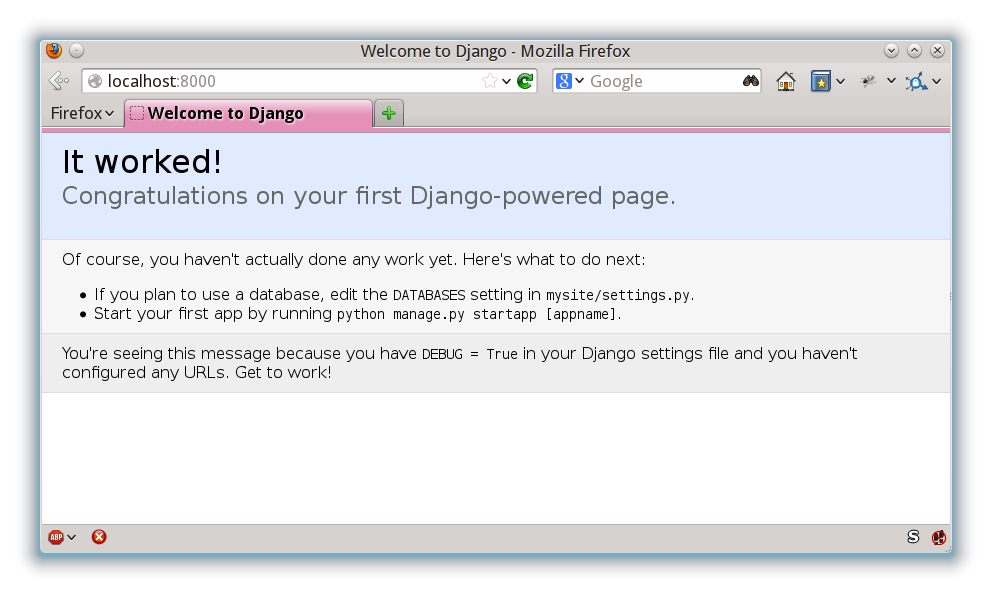 Welcome to Django - Mozilla Firefox
localhost:8000
8
Google
Firefox
Welcome to Django
It worked!
Congratulations on your first Django-powered page.
Of course, you haven't actually done any work yet. Here's what to do next:
• If you plan to use a database, edit the DATABASES setting in mysite/settings.py.
• Start your first app by running python manage.py startapp [appname].
You're seeing this message because you have DEBUG = True in your Django settings file and you haven't
configured any URLs. Get to work!
ABP
S